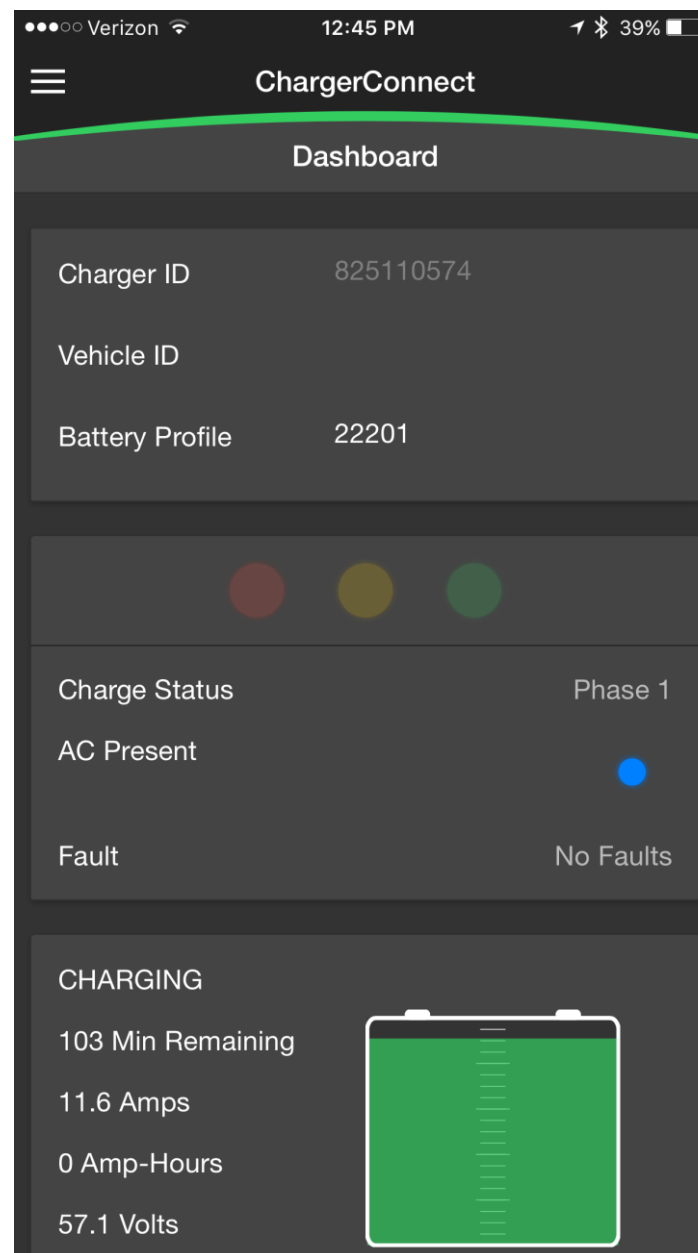 Verizon 12:45 PM 39%
ChargerConnect
Dashboard
Charger ID 825110574
Vehicle ID
Battery Profile 22201
Charge Status Phase 1
AC Present
Fault No Faults
CHARGING
103 Min Remaining
11.6 Amps
0 Amp-Hours
57.1 Volts